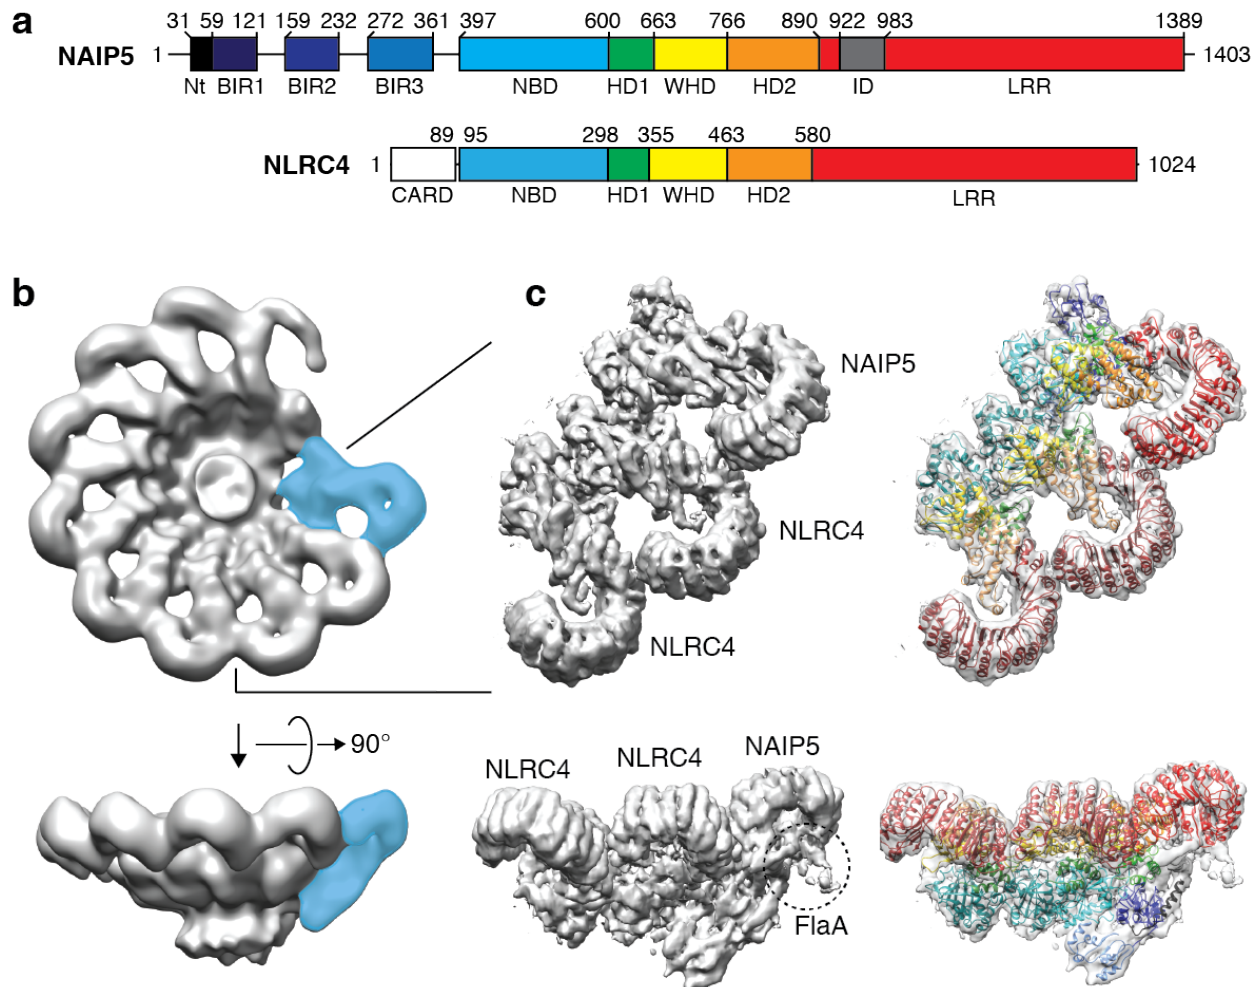 a
31 59 121 159 232 272 361 397 600 663 766 890 922 983 1389
NAIP5 1 1403
Nt BIR1 BIR2 BIR3 NBD HD1 WHD HD2 ID LRR
89 95 298 355 463 580
NLRC4 1 1024
CARD NBD HD1 WHD HD2 LRR
b c
NAIP5
NLRC4
NLRC4
90°
NLRC4 NLRC4 NAIP5
FlaA